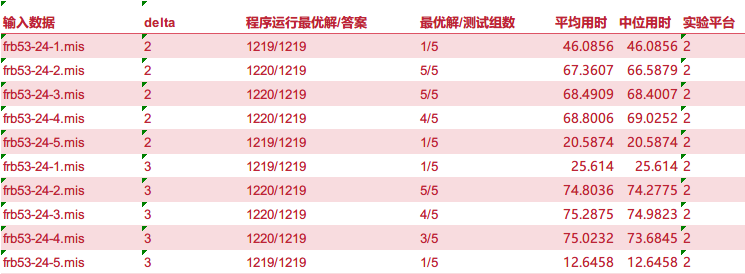 输入数据 delta 程序运行最优解/答案 最优解/测试组数 平均用时 中位用时 实验平台
frb53-24-1.mis 2 1219/1219 1/5 46.0856 46.0856 2
frb53-24-2.mis 2 1220/1219 5/5 67.3607 66.5879 2
frb53-24-3.mis 2 1220/1219 5/5 68.4909 68.4007 2
frb53-24-4.mis 2 1220/1219 4/5 68.8006 69.0252 2
frb53-24-5.mis 2 1219/1219 1/5 20.5874 20.5874 2
frb53-24-1.mis 3 1219/1219 1/5 25.614 25.614 2
frb53-24-2.mis 3 1220/1219 5/5 74.8036 74.2775 2
frb53-24-3.mis 3 1220/1219 4/5 75.2875 74.9823 2
frb53-24-4.mis 3 1220/1219 3/5 75.0232 73.6845 2
frb53-24-5.mis 3 1219/1219 1/5 12.6458 12.6458 2